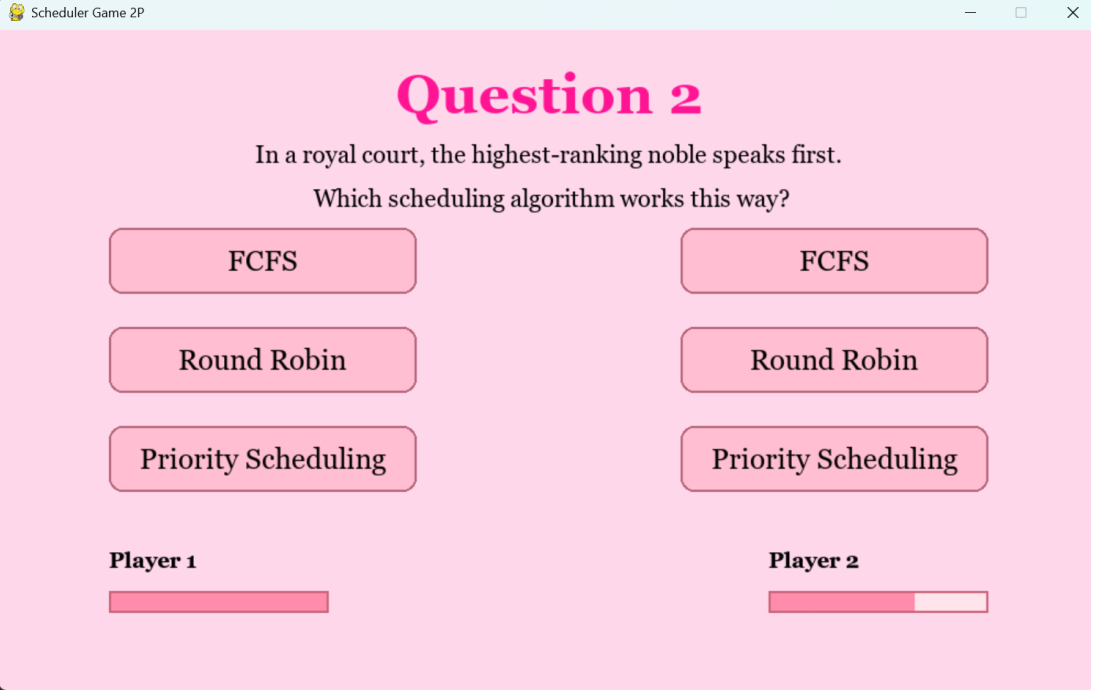 Scheduler Game 2P
Question 2
In a royal court, the highest-ranking noble speaks first.
Which scheduling algorithm works this way?
FCFS
FCFS
Round Robin
Round Robin
Priority Scheduling
Priority Scheduling
Player 1
Player 2